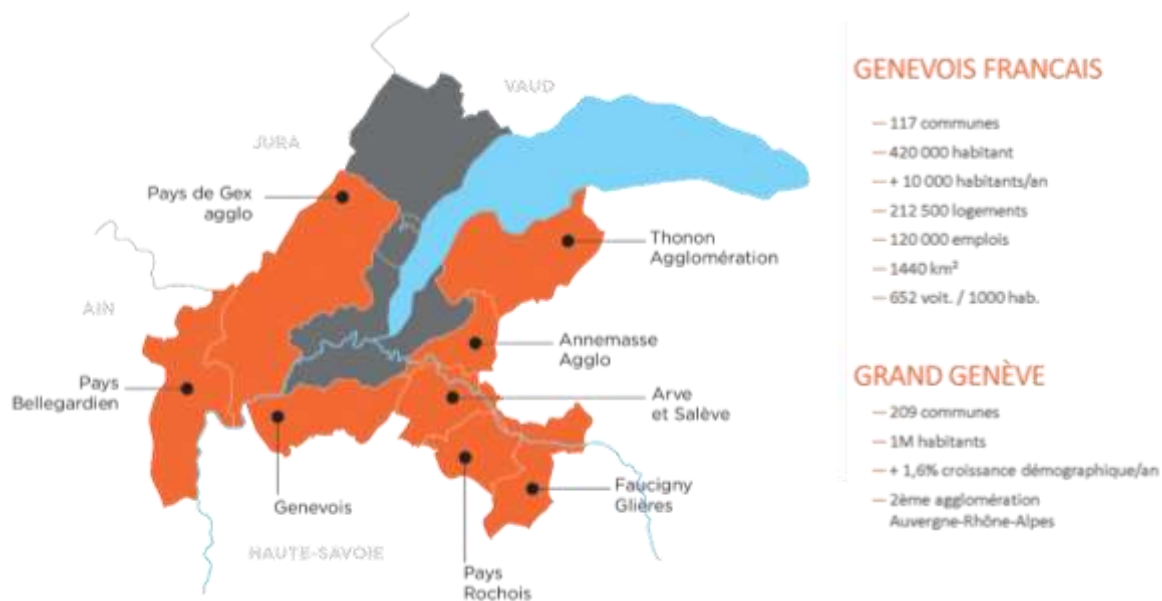 VAUD
JURA
Pays de Gex
agglo
Thonon
Agglomération
AIN
Annemasse
Agglo
Pays
Bellegardien
Arve
et Salève
Genevois
Faucigny
Glières
HAUTE-SAVOIE
Pays
Rochois
GENEVOIS FRANCAIS
— 117 communes
— 420 000 habitant
— + 10 000 habitants/an
— 212 500 logements
— 120 000 emplois
— 1440 km²
— 652 voit. / 1000 hab.
GRAND GENÈVE
— 209 communes
— 1M habitants
— + 1,6% croissance démographique/an
— 2ème agglomération
Auvergne-Rhône-Alpes